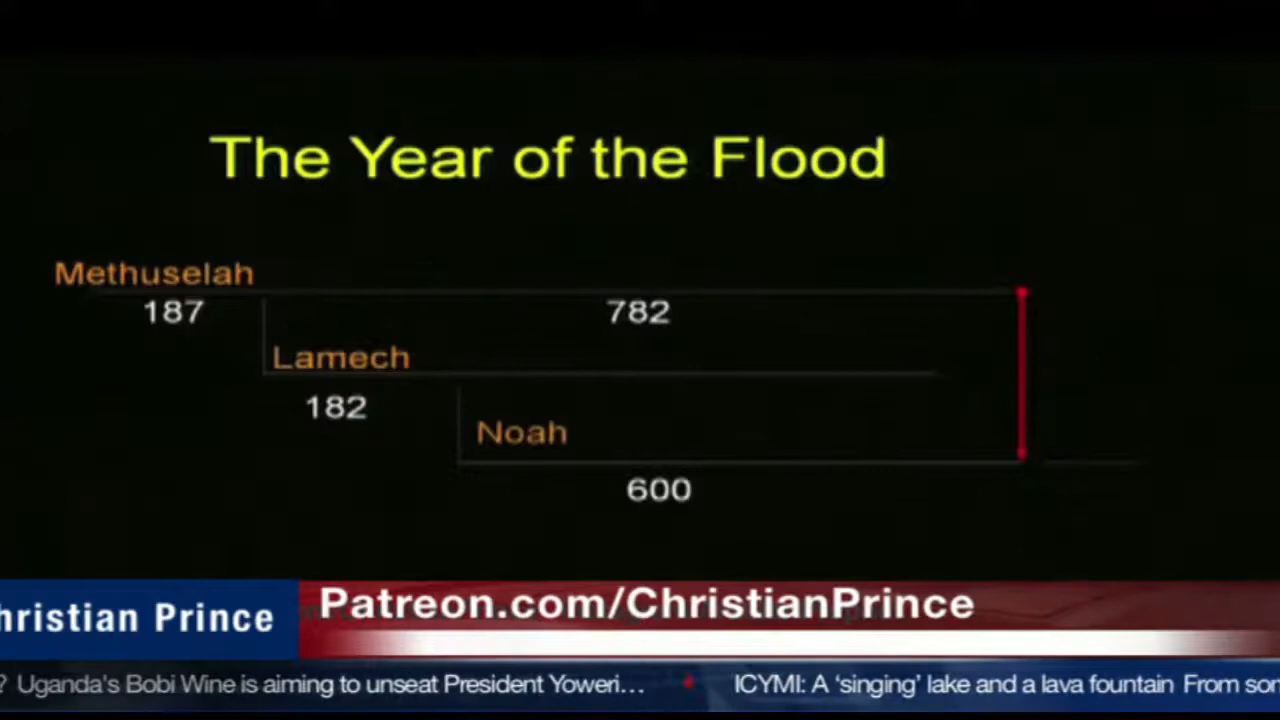 The Year of the Flood
Methuselah
187
782
Lamech
182
Noah
600
hristian Prince
Patreon.com/ChristianPrince
? Uganda's Bobi Wine is aiming to unseat President Yoweri... ICYMI: A 'singing' lake and a lava fountain From som